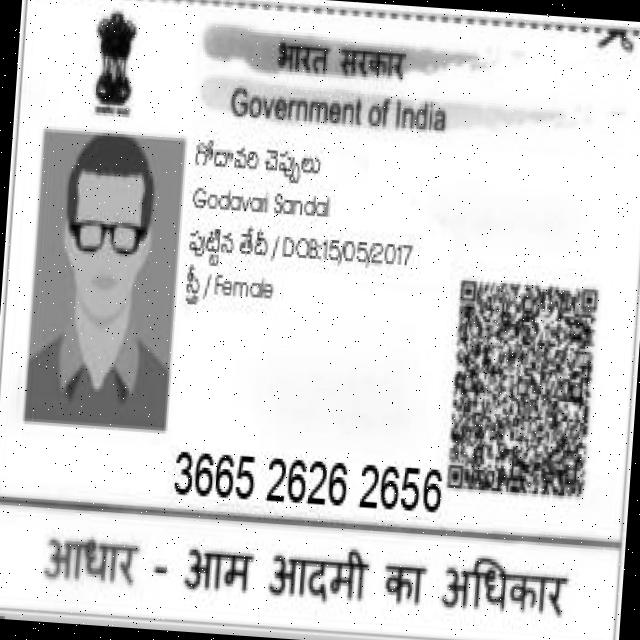 भारत सरकार
Government of India
గోదావరి చెప్పులు
Godavari Sandal
పుట్టిన తేదీ / DOB:15/05/2017
స్త్రీ / Female
3665 2626 2656
आधार - आम आदमी का अधिकार